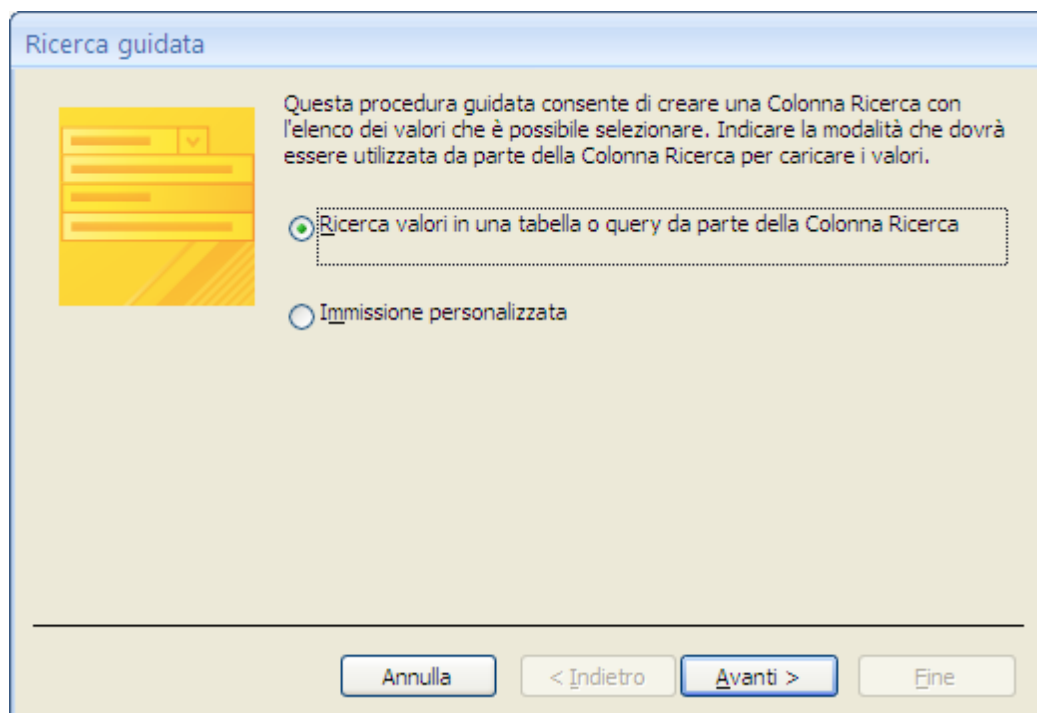 Ricerca guidata
Questa procedura guidata consente di creare una Colonna Ricerca con
l'elenco dei valori che è possibile selezionare. Indicare la modalità che dovrà
essere utilizzata da parte della Colonna Ricerca per caricare i valori.
Ricerca valori in una tabella o query da parte della Colonna Ricerca
Immissione personalizzata
Annulla
< Indietro
Avanti >
Fine